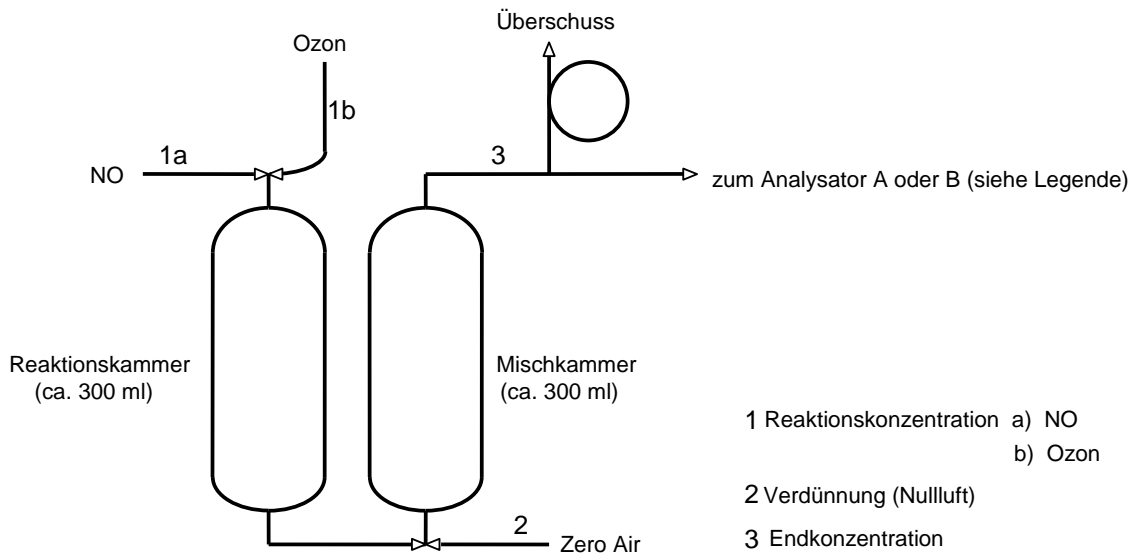 Überschuss
Ozon
1b
1a
3
NO
zum Analysator A oder B (siehe Legende)
Reaktionskammer
(ca. 300 ml)
Mischkammer
(ca. 300 ml)
1 Reaktionskonzentration a) NO
b) Ozon
2 Verdünnung (Nullluft)
2
Zero Air
3 Endkonzentration